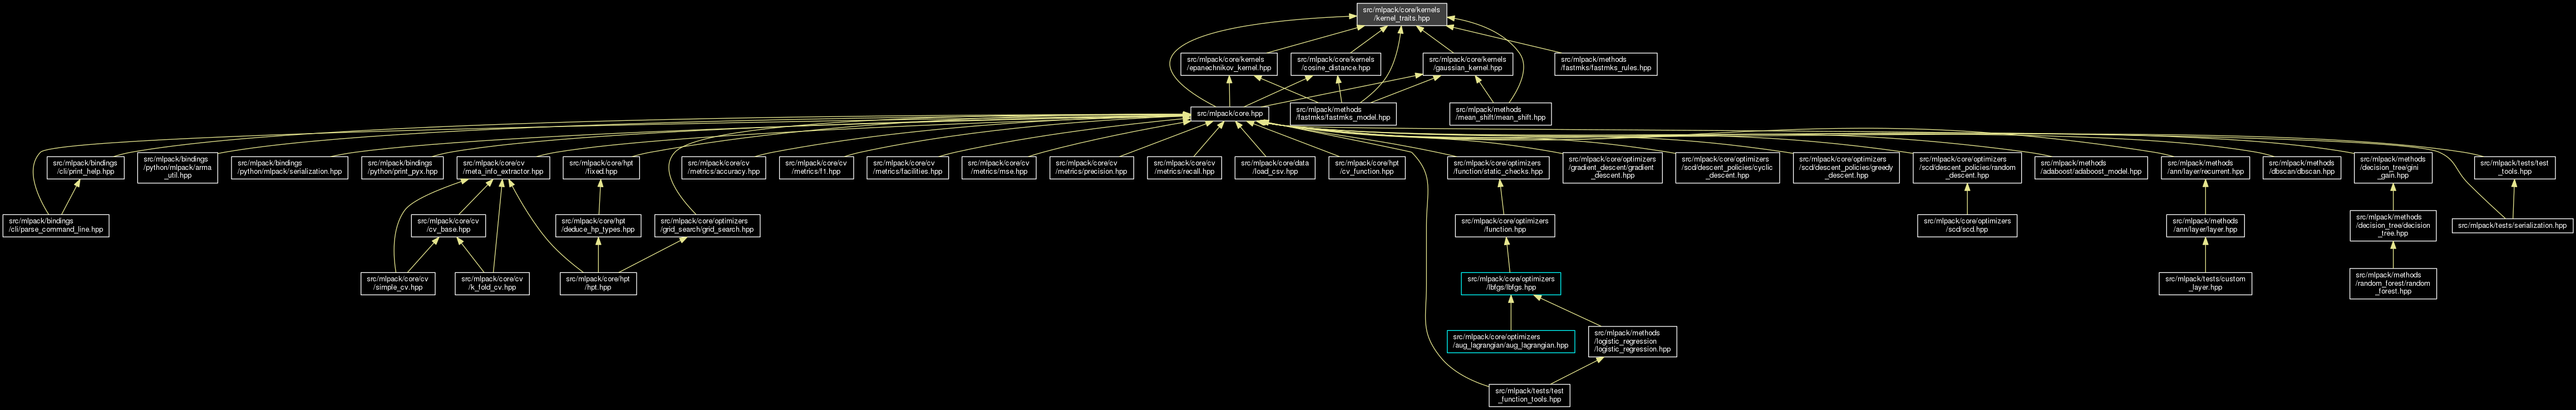 src/mlpack/core/kernels
/kernel_traits.hpp
src/mlpack/core/kernels
/epanechnikov_kernel.hpp
src/mlpack/core/kernels
/cosine_distance.hpp
src/mlpack/core/kernels
/gaussian_kernel.hpp
src/mlpack/methods
/fastmks/fastmks_rules.hpp
src/mlpack/core.hpp
src/mlpack/methods
/fastmks/fastmks_model.hpp
src/mlpack/methods
/mean_shift/mean_shift.hpp
src/mlpack/bindings
/cli/print_help.hpp
src/mlpack/bindings
/python/mlpack/arma
_util.hpp
src/mlpack/bindings
/python/mlpack/serialization.hpp
src/mlpack/bindings
/python/print_pyx.hpp
src/mlpack/core/cv
/meta_info_extractor.hpp
src/mlpack/core/hpt
/fixed.hpp
src/mlpack/core/cv
/metrics/accuracy.hpp
src/mlpack/core/cv
/metrics/f1.hpp
src/mlpack/core/cv
/metrics/facilities.hpp
src/mlpack/core/cv
/metrics/mse.hpp
src/mlpack/core/cv
/metrics/precision.hpp
src/mlpack/core/cv
/metrics/recall.hpp
src/mlpack/core/data
/load_csv.hpp
src/mlpack/core/hpt
/cv_function.hpp
src/mlpack/core/optimizers
/function/static_checks.hpp
src/mlpack/core/optimizers
/gradient_descent/gradient
_descent.hpp
src/mlpack/core/optimizers
/scd/descent_policies/cyclic
_descent.hpp
src/mlpack/core/optimizers
/scd/descent_policies/greedy
_descent.hpp
src/mlpack/core/optimizers
/scd/descent_policies/random
_descent.hpp
src/mlpack/methods
/adaboost/adaboost_model.hpp
src/mlpack/methods
/ann/layer/recurrent.hpp
src/mlpack/methods
/dbscan/dbscan.hpp
src/mlpack/methods
/decision_tree/gini
_gain.hpp
src/mlpack/tests/test
_tools.hpp
src/mlpack/bindings
/cli/parse_command_line.hpp
src/mlpack/core/cv
/cv_base.hpp
src/mlpack/core/hpt
/deduce_hp_types.hpp
src/mlpack/core/optimizers
/grid_search/grid_search.hpp
src/mlpack/core/optimizers
/function.hpp
src/mlpack/core/optimizers
/scd/scd.hpp
src/mlpack/methods
/ann/layer/layer.hpp
src/mlpack/methods
/decision_tree/decision
_tree.hpp
src/mlpack/tests/serialization.hpp
src/mlpack/core/cv
/simple_cv.hpp
src/mlpack/core/cv
/k_fold_cv.hpp
src/mlpack/core/hpt
/hpt.hpp
src/mlpack/core/optimizers
/lbfgs/lbfgs.hpp
src/mlpack/tests/custom
_layer.hpp
src/mlpack/methods
/random_forest/random
_forest.hpp
src/mlpack/core/optimizers
/aug_lagrangian/aug_lagrangian.hpp
src/mlpack/methods
/logistic_regression
/logistic_regression.hpp
src/mlpack/tests/test
_function_tools.hpp